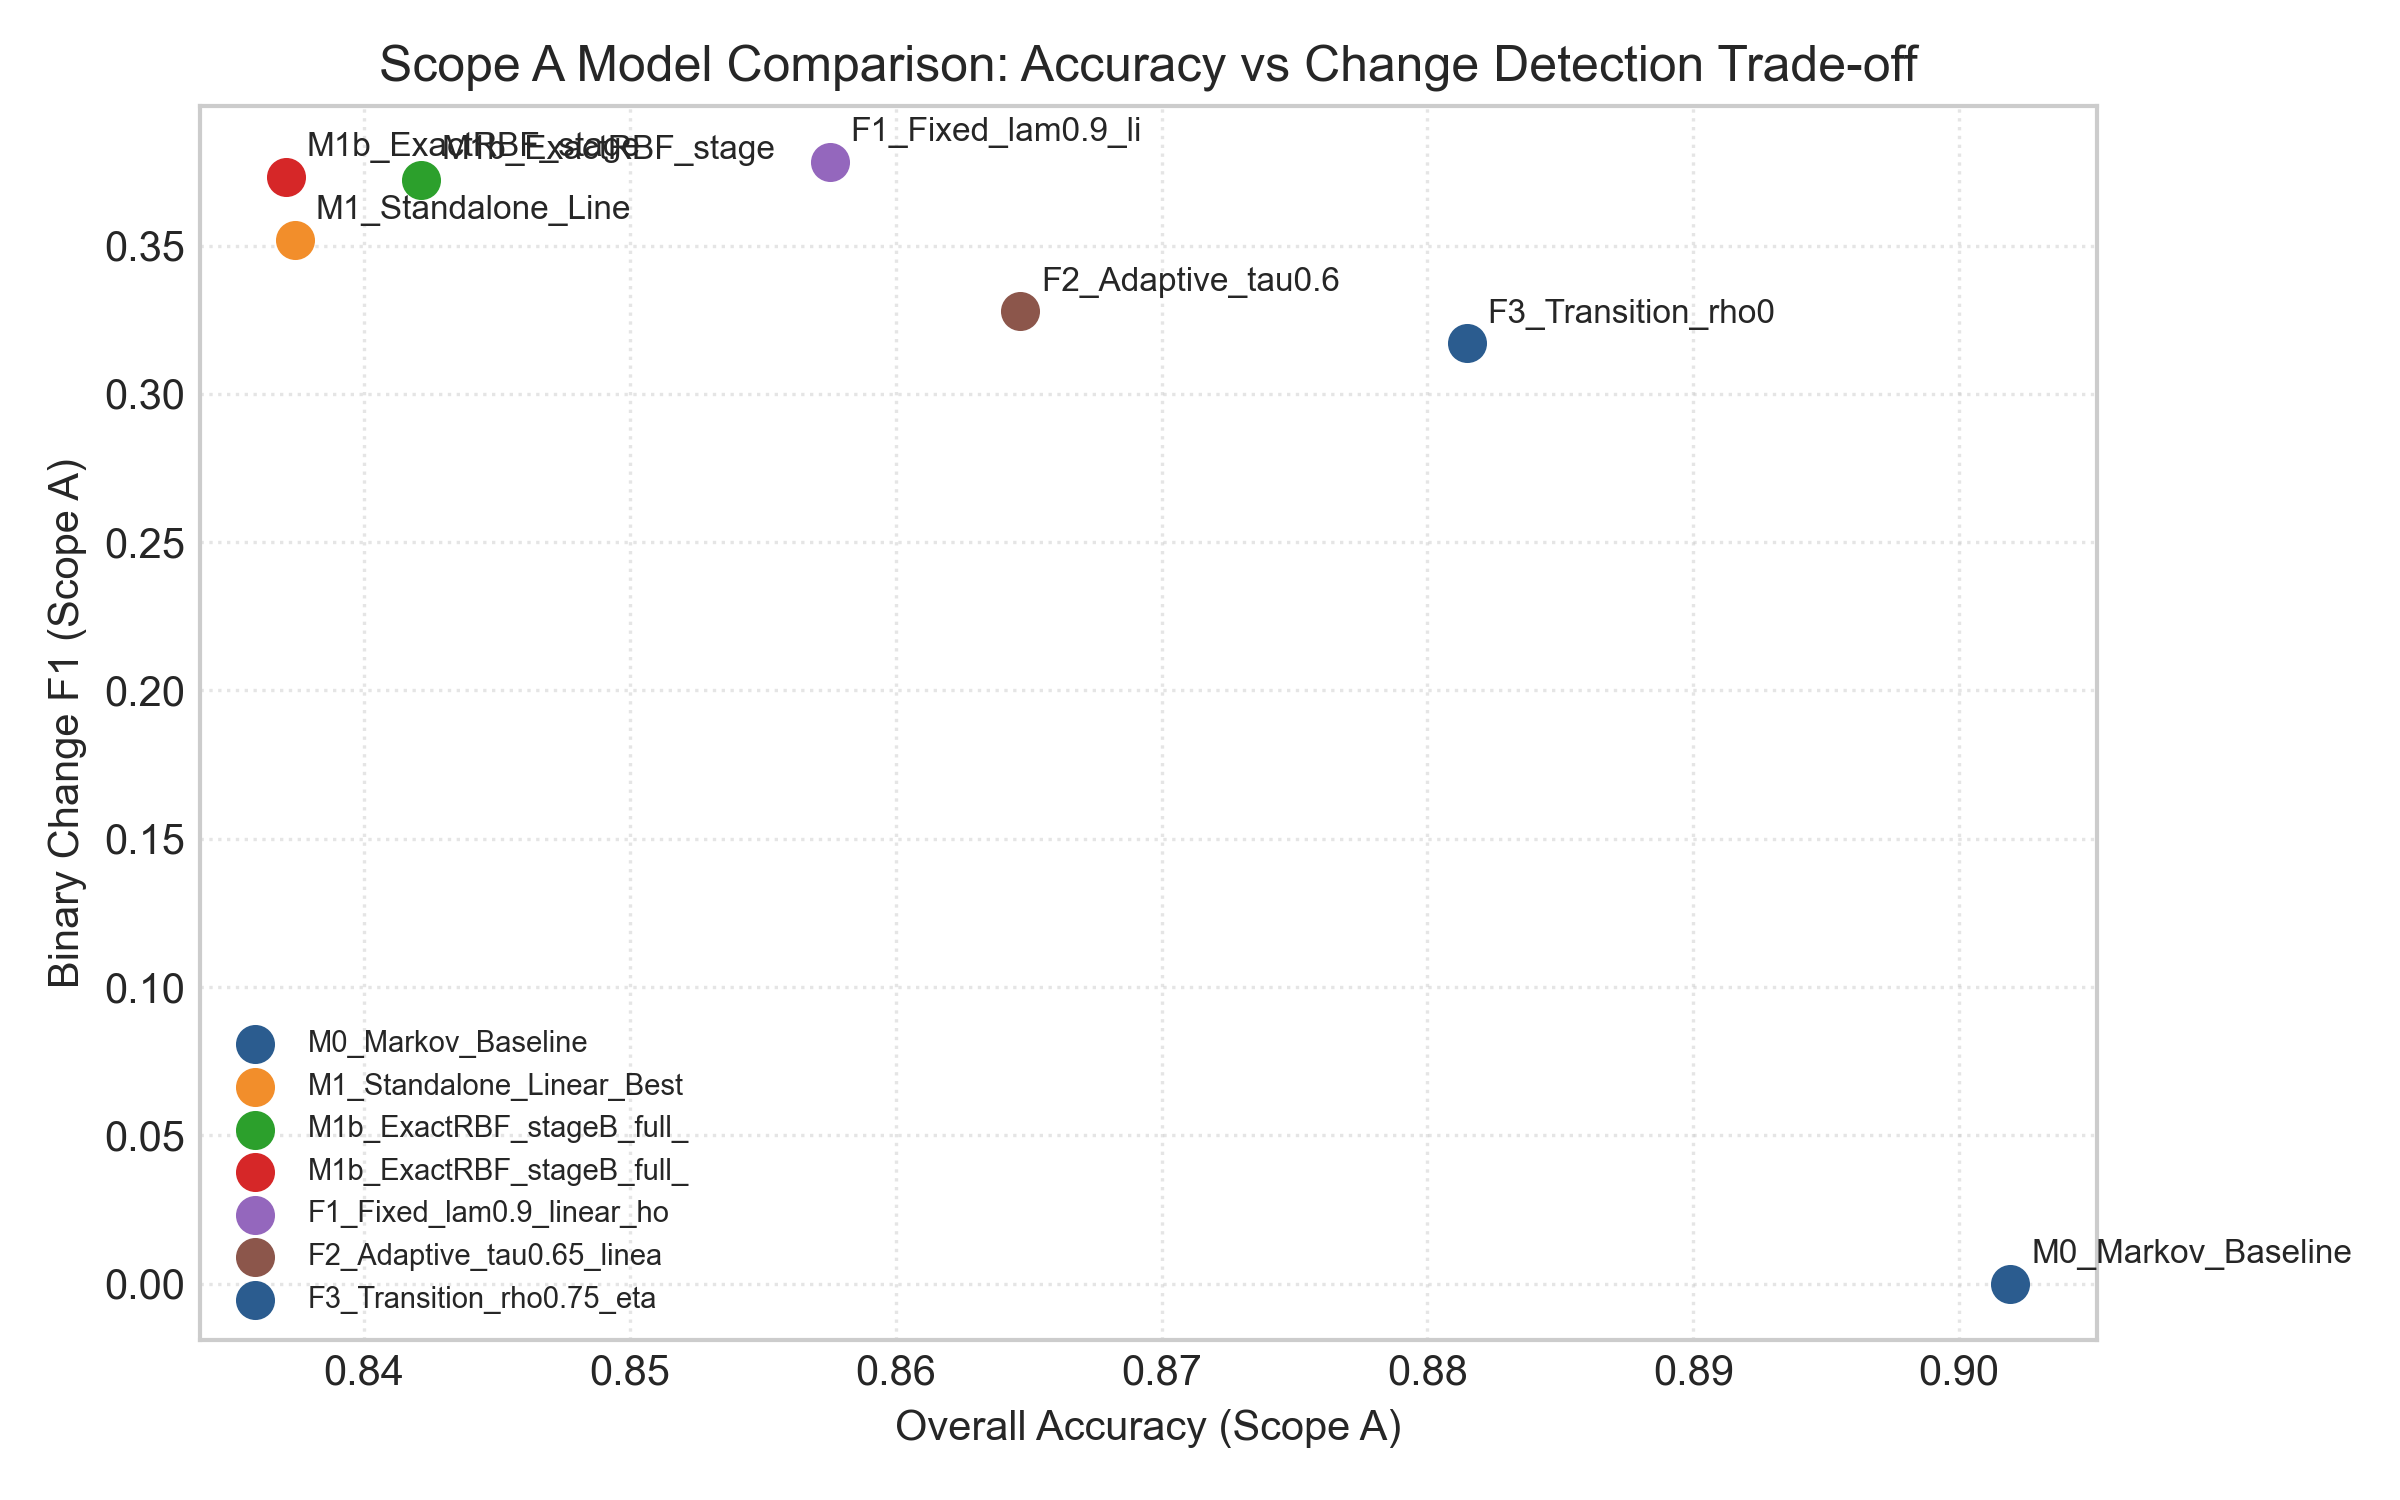 Scope A Model Comparison: Accuracy vs Change Detection Trade-off
M1b_ExactRBF_stage
M1b_ExactRBF_stage
F1_Fixed_lam0.9_li
M1_Standalone_Line
F2_Adaptive_tau0.6
F3_Transition_rho0
M0_Markov_Baseline
Binary Change F1 (Scope A)
0.35
0.30
0.25
0.20
0.15
0.10
0.05
0.00
M0_Markov_Baseline
M1_Standalone_Linear_Best
M1b_ExactRBF_stageB_full_
M1b_ExactRBF_stageB_full_
F1_Fixed_lam0.9_linear_ho
F2_Adaptive_tau0.65_linea
F3_Transition_rho0.75_eta
0.84 0.85 0.86 0.87 0.88 0.89 0.90
Overall Accuracy (Scope A)